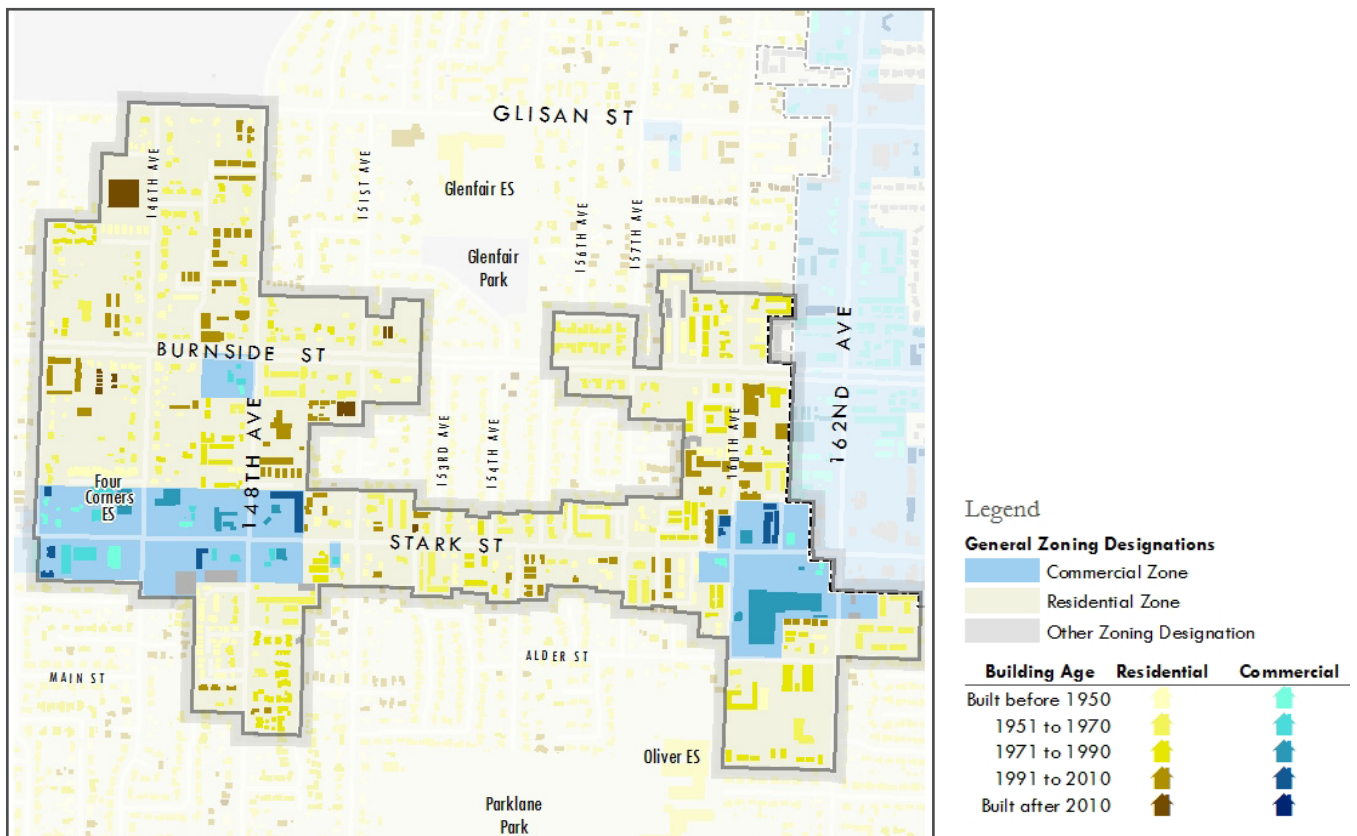 GLISAN ST
146TH AVE
151ST AVE
Glenfair ES
156TH AVE
157TH AVE
Glenfair
Park
BURNSIDE ST
162ND AVE
148TH AVE
153RD AVE
154TH AVE
160TH AVE
Four
Corners
ES
STARK ST
MAIN ST
ALDER ST
Oliver ES
Parklane
Park
Legend
General Zoning Designations
Commercial Zone
Residential Zone
Other Zoning Designation
Building Age Residential Commercial
Built before 1950
1951 to 1970
1971 to 1990
1991 to 2010
Built after 2010